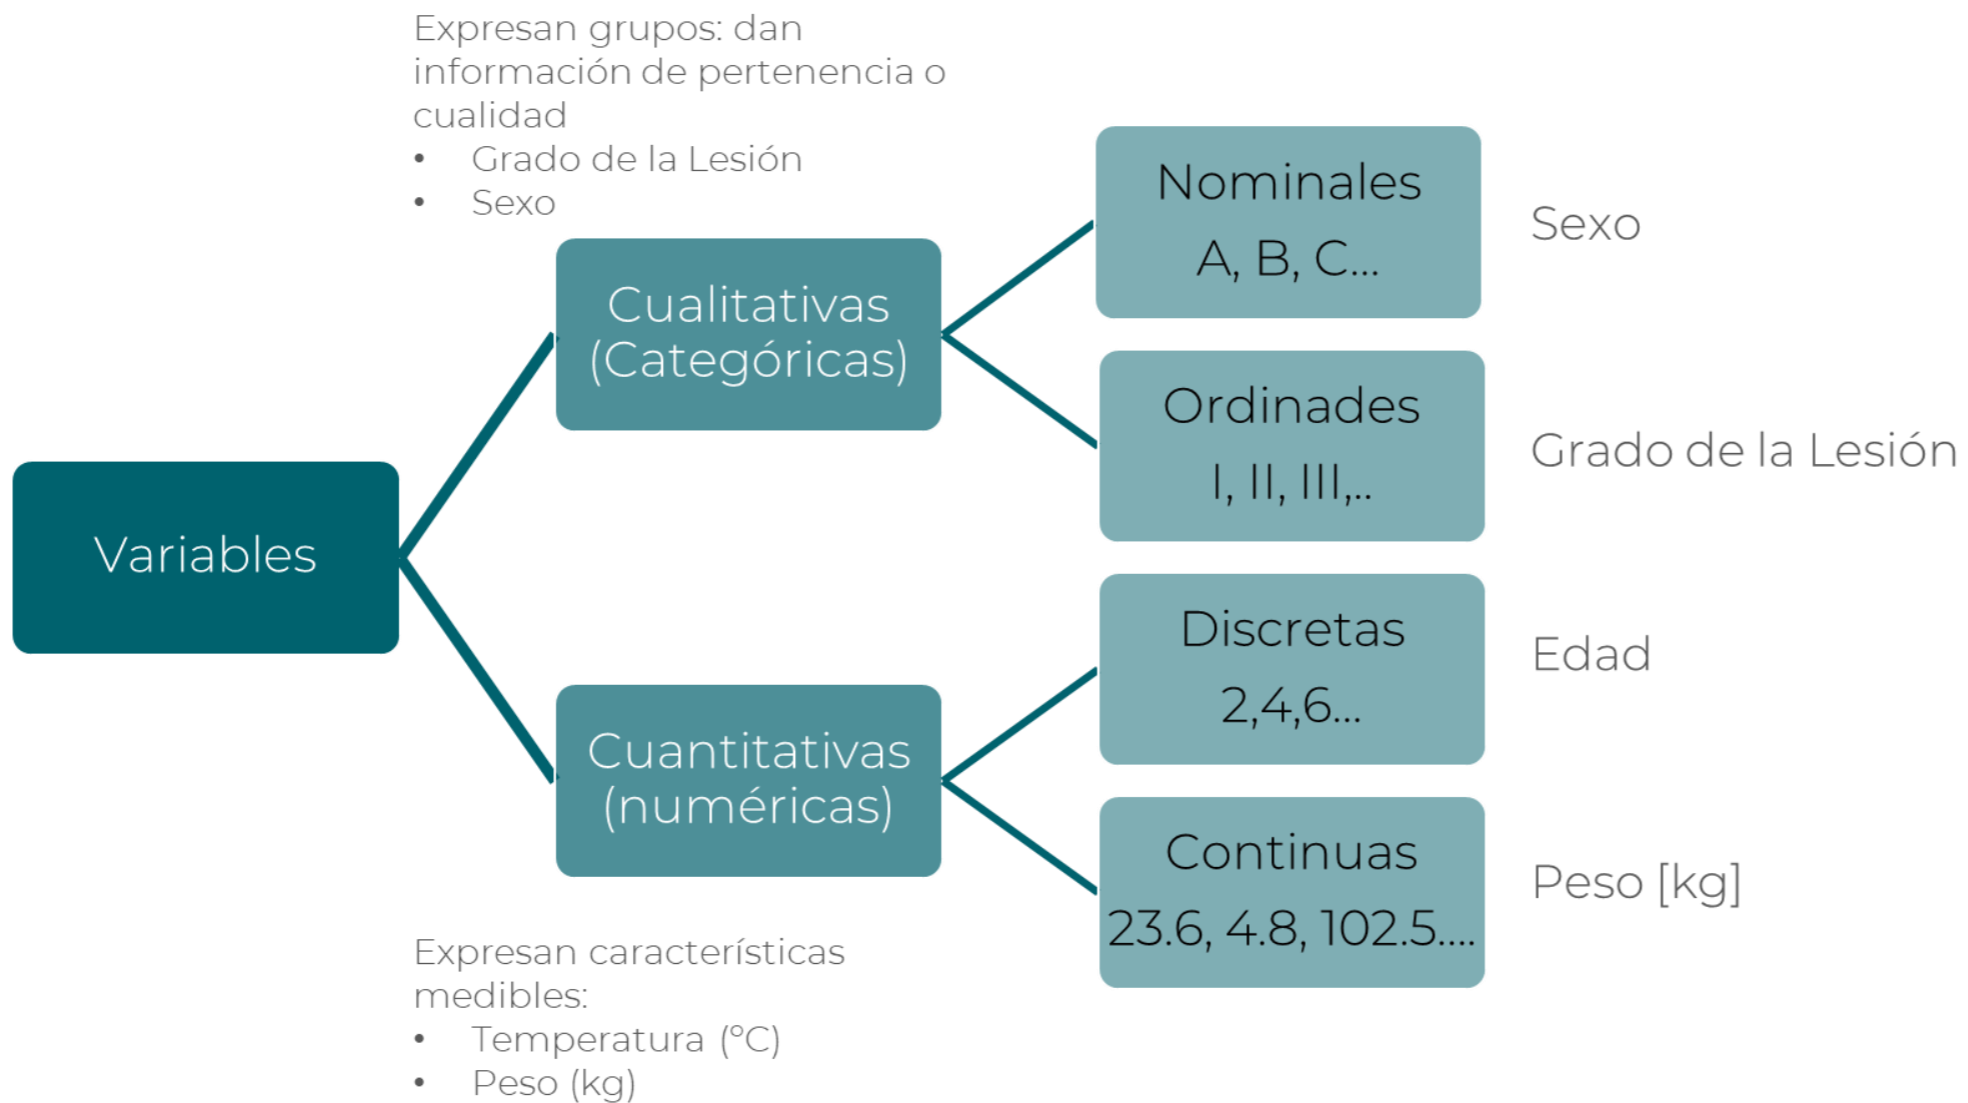 Expresan grupos: dan
información de pertenencia o
cualidad
• Grado de la Lesión
• Sexo
Variables
Cualitativas
(Categóricas)
Nominales
A, B, C...
Sexo
Ordinades
I, II, III,..
Grado de la Lesión
Cuantitativas
(numéricas)
Discretas
2,4,6...
Edad
Continuas
23.6, 4.8, 102.5....
Peso [kg]
Expresan características
medibles:
• Temperatura (ºC)
• Peso (kg)